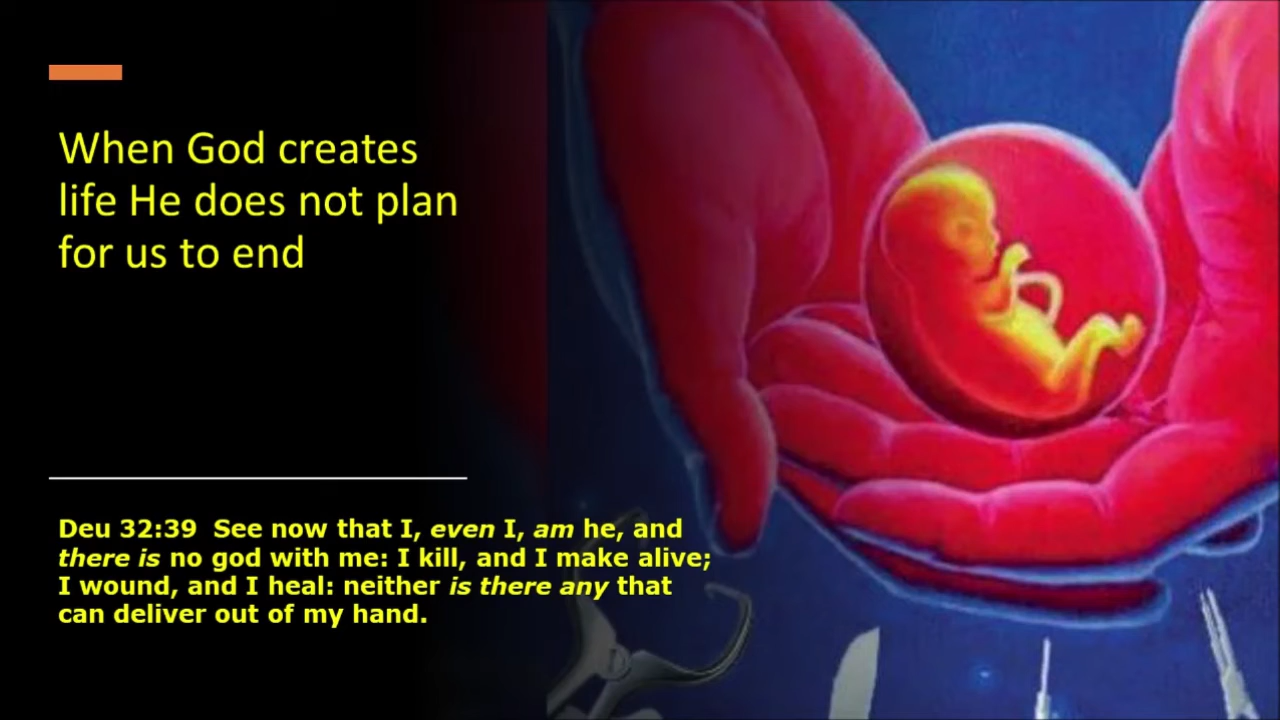 When God creates
life He does not plan
for us to end
Deu 32:39  See now that I, even I, am he, and
there is no god with me: I kill, and I make alive;
I wound, and I heal: neither is there any that
can deliver out of my hand.